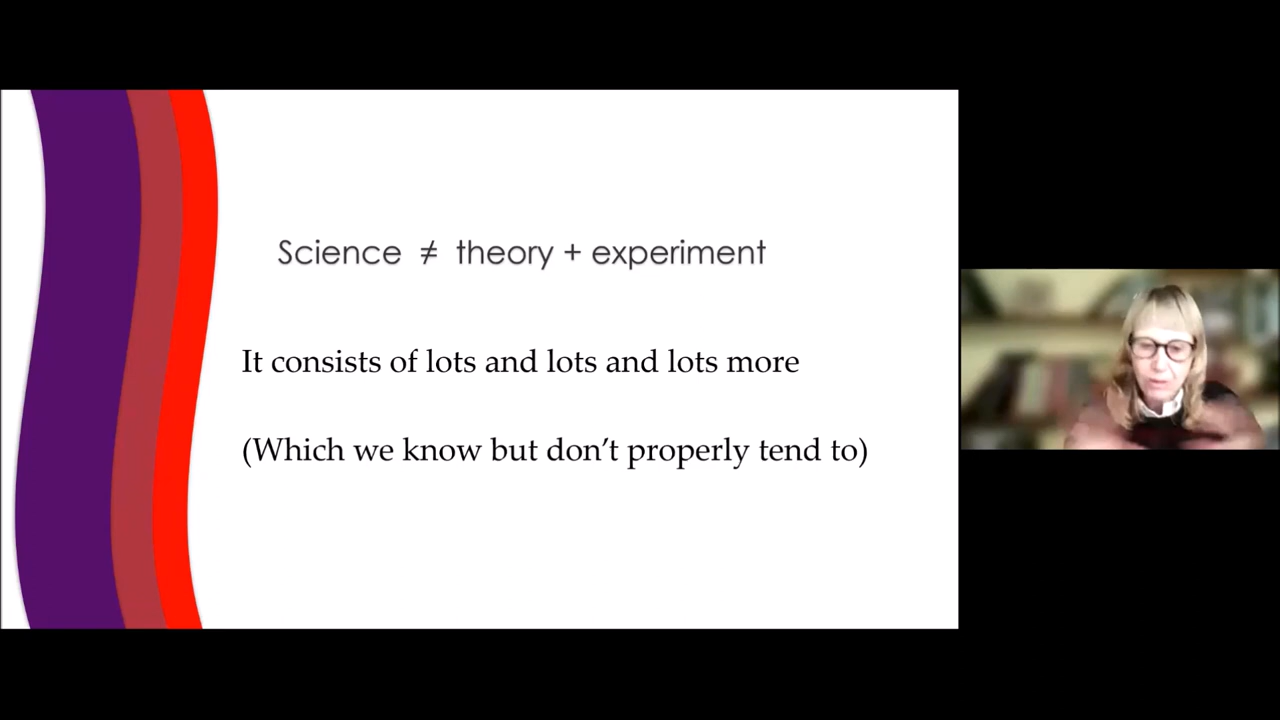 Science ≠ theory + experiment
It consists of lots and lots and lots more
(Which we know but don’t properly tend to)